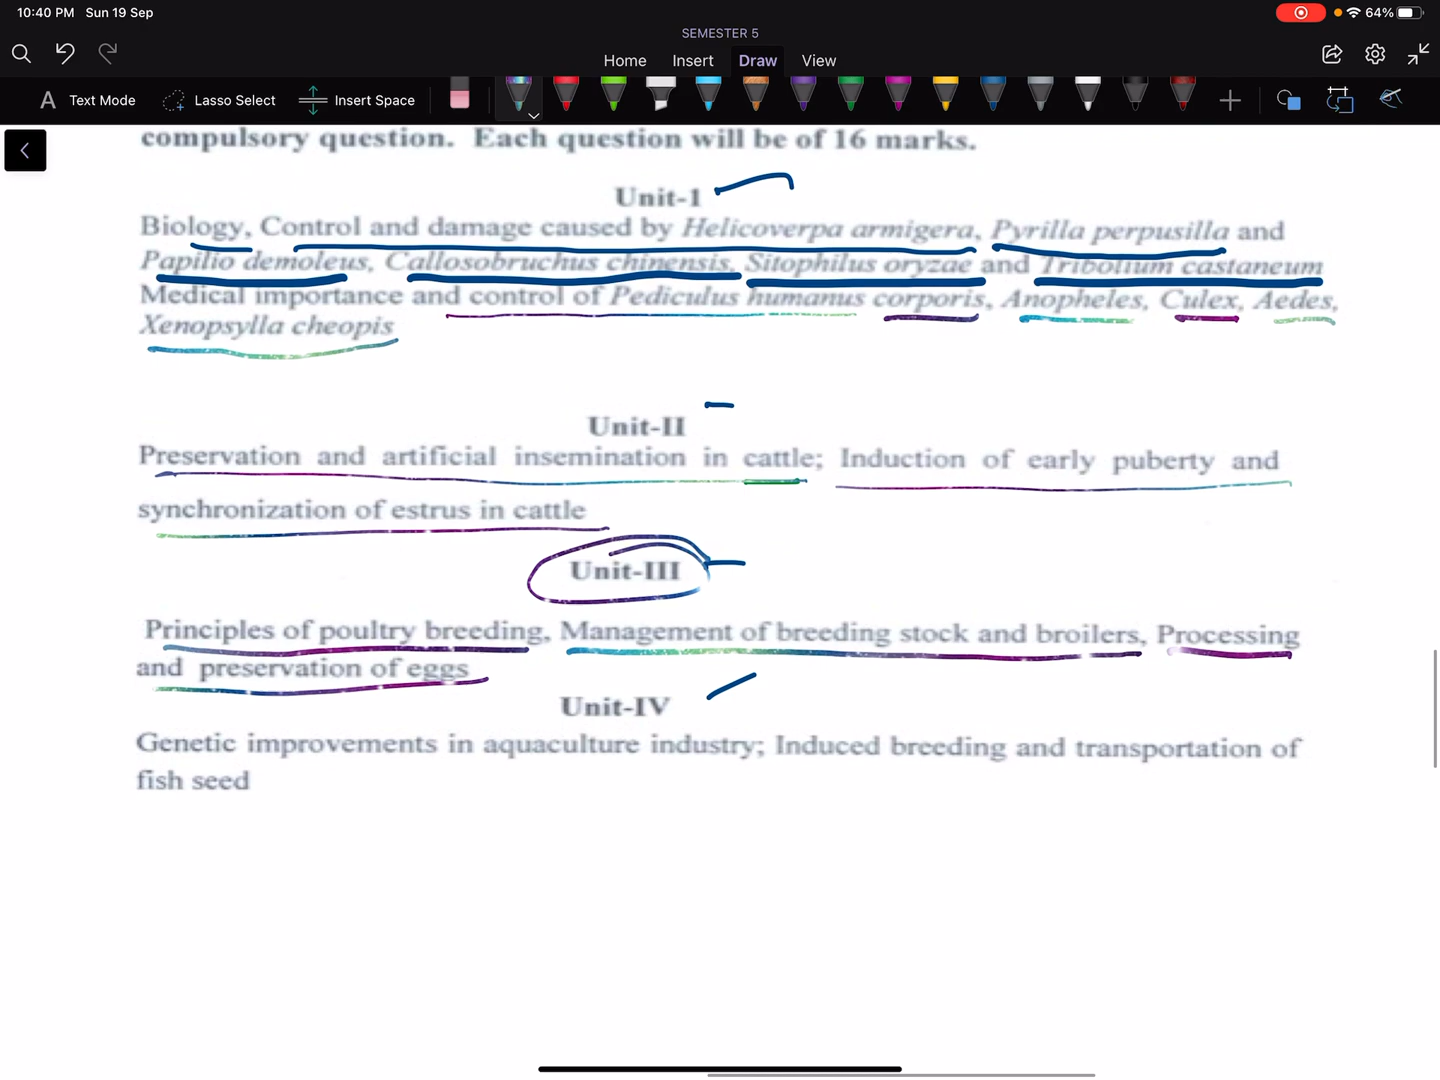 10:40 PM Sun 19 Sep
64%
SEMESTER 5
Home Insert Draw View
Text Mode Lasso Select Insert Space
compulsory question. Each question will be of 16 marks.
Unit-1
Biology, Control and damage caused by Helicoverpa armigera, Pyrilla perpusilla and
Papilio demoleus, Callosobruchus chinensis, Sitophilus oryzae and Tribolium castaneum
Medical importance and control of Pediculus humanus corporis, Anopheles, Culex, Aedes,
Xenopsylla cheopis
Unit-II
Preservation and artificial insemination in cattle; Induction of early puberty and
synchronization of estrus in cattle
Unit-III
Principles of poultry breeding, Management of breeding stock and broilers, Processing
and preservation of eggs
Unit-IV
Genetic improvements in aquaculture industry; Induced breeding and transportation of
fish seed